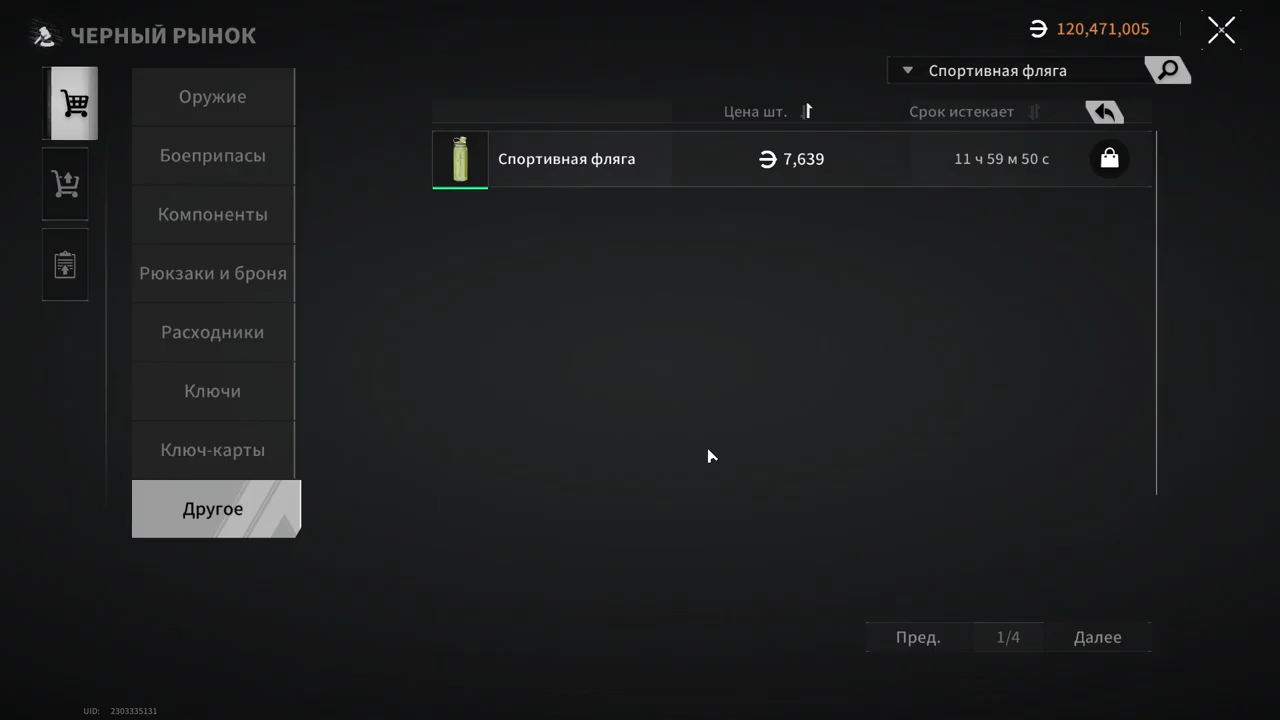 ЧЕРНЫЙ РЫНОК
120,471,005
Спортивная фляга
Оружие
Боеприпасы
Компоненты
Рюкзаки и броня
Расходники
Ключи
Ключ-карты
Другое
Цена шт.
Срок истекает
Спортивная фляга
7,639
11 ч 59 м 50 с
Пред.
1/4
Далее
UID: 2303335131